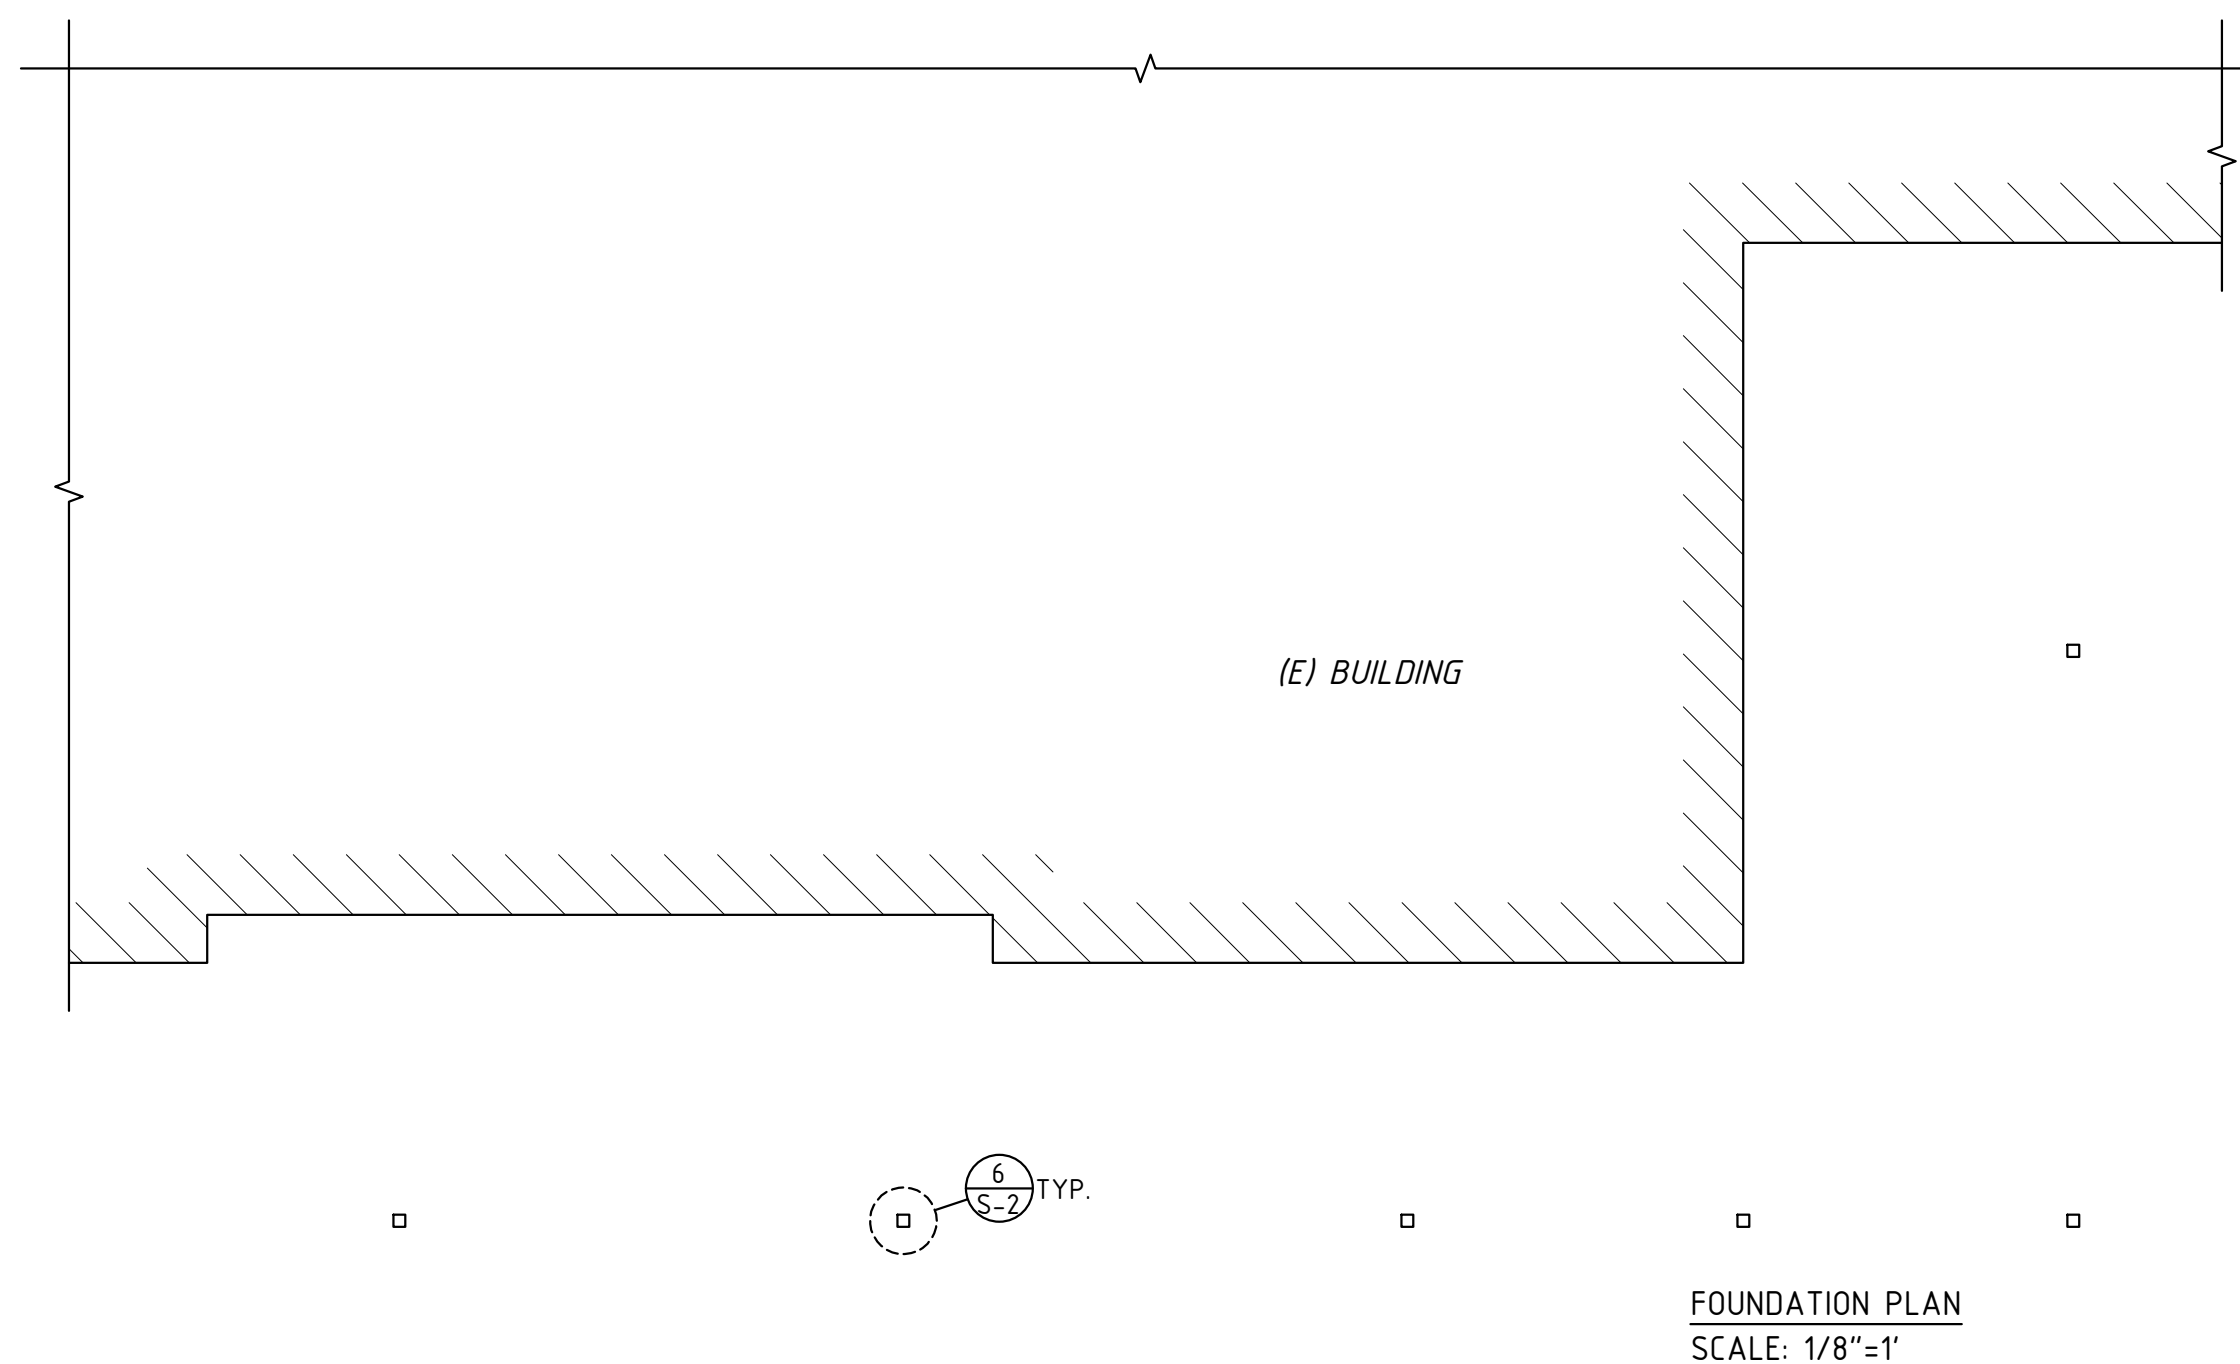 (E) BUILDING
6
S-2
TYP.
FOUNDATION PLAN
SCALE: 1/8"=1'